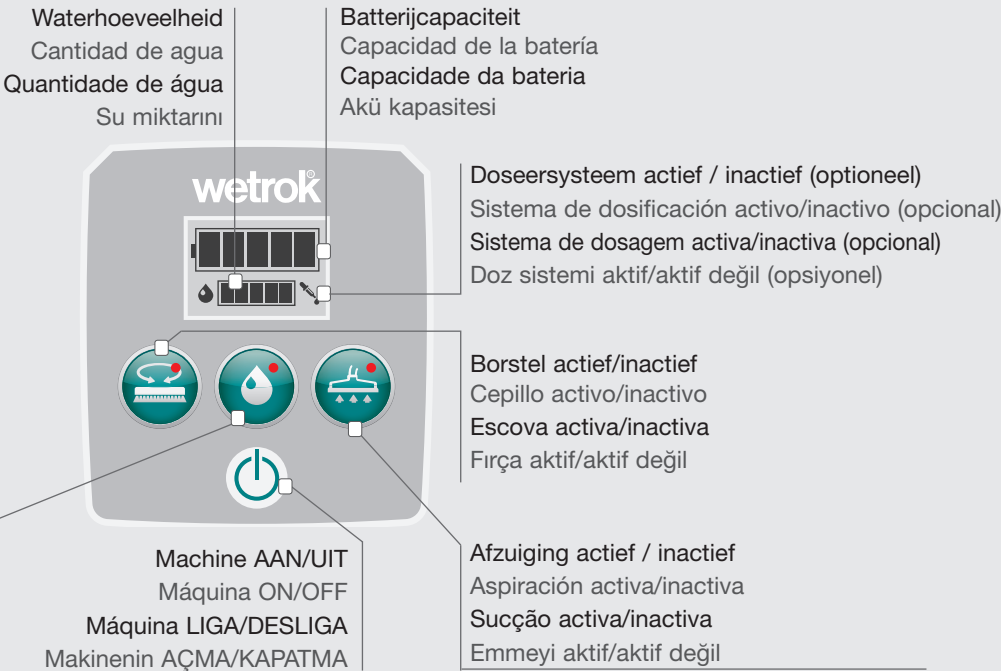 Waterhoeveelheid
Cantidad de agua
Quantidade de água
Su miktarını
Batterijcapaciteit
Capacidad de la batería
Capacidade da bateria
Akü kapasitesi
wetrok®
Doseersysteem actief / inactief (optioneel)
Sistema de dosificación activo/inactivo (opcional)
Sistema de dosagem activa/inactiva (opcional)
Doz sistemi aktif/aktif değil (opsiyonel)
Borstel actief/inactief
Cepillo activo/inactivo
Escova activa/inactiva
Fırça aktif/aktif değil
Machine AAN/UIT
Máquina ON/OFF
Máquina LIGA/DESLIGA
Makinenin AÇMA/KAPATMA
Afzuiging actief / inactief
Aspiración activa/inactiva
Sucção activa/inactiva
Emmeyi aktif/aktif değil